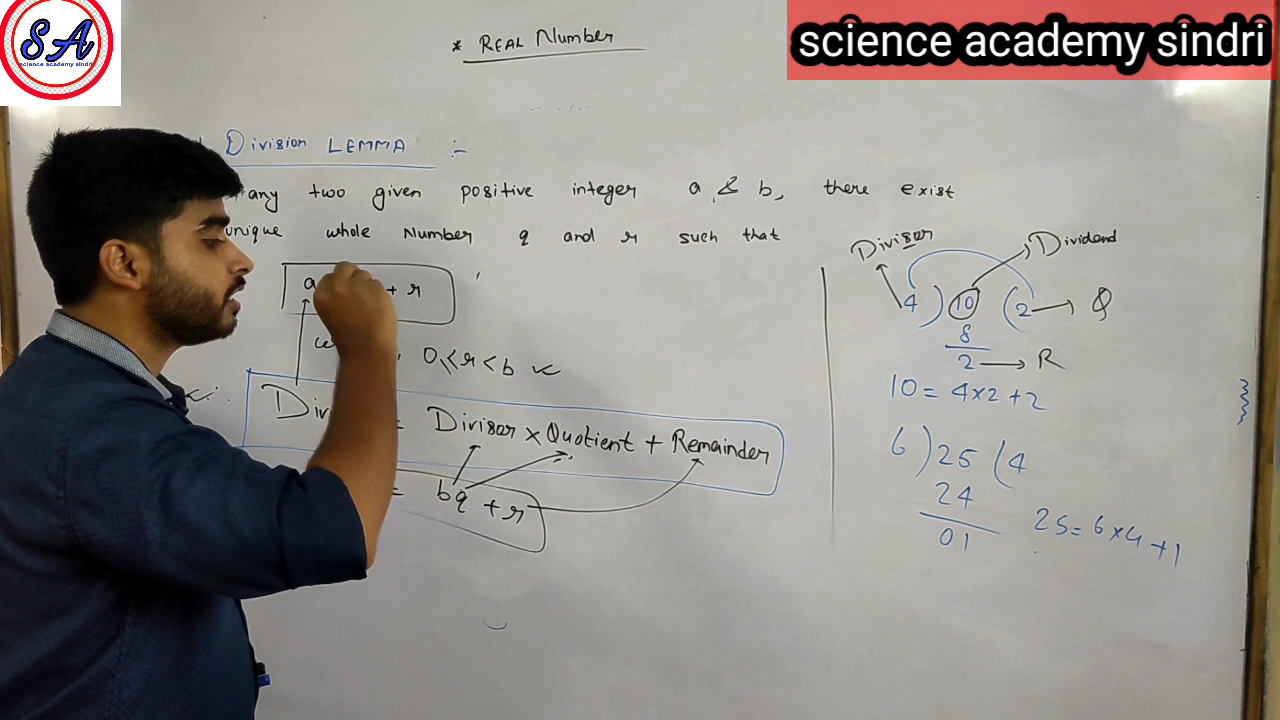 SA
science academy sindri
science academy sindri
* REAL Number
Division LEMMA :-
any two given positive integer a & b, there exist
unique whole Number q and r such that
a + r
0 ≤ r < b
= Divisor × Quotient + Remainder
= bq + r
Divisor Dividend
4 ) 10 ( 2 → Q
8
2 → R
10 = 4×2+2
6 ) 25 ( 4
24
01
25 = 6×4+1